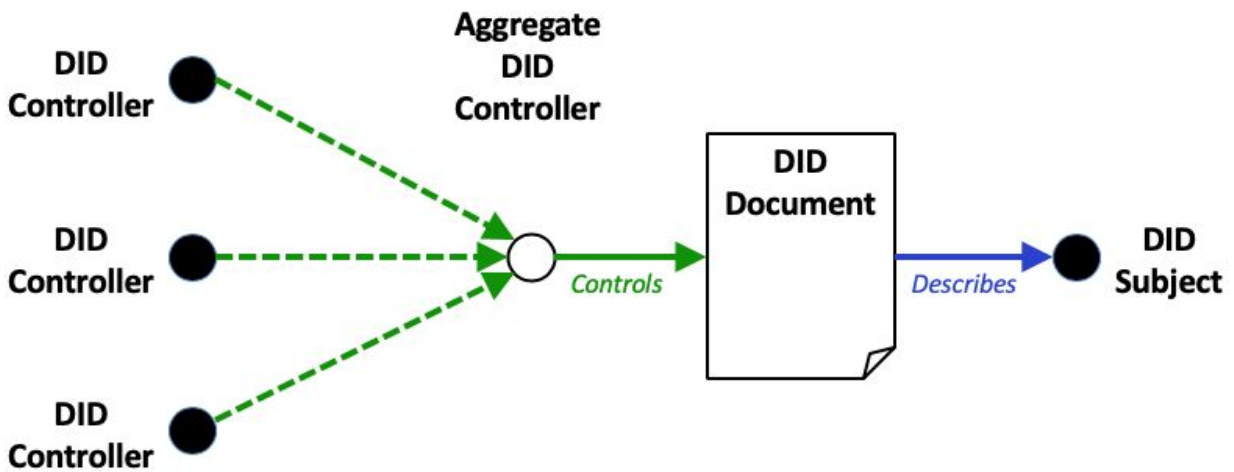 DID
Controller
Aggregate
DID
Controller
DID
Document
DID
Controller
Controls
Describes
DID
Subject
DID
Controller